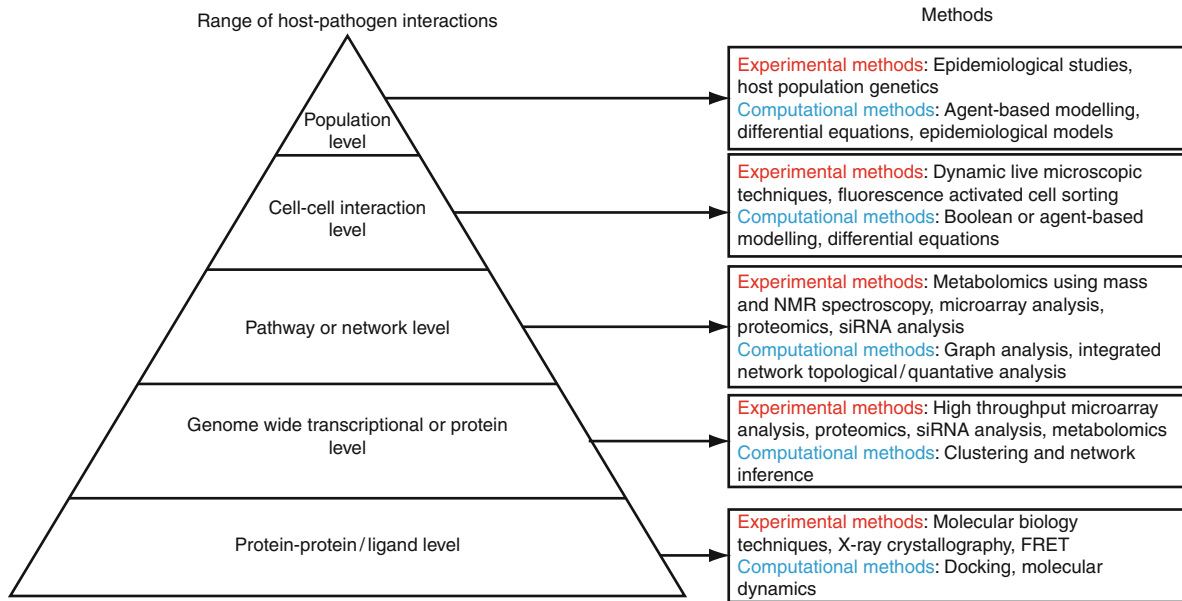 Range of host-pathogen interactions
Methods
Population
level
Experimental methods: Epidemiological studies,
host population genetics
Computational methods: Agent-based modelling,
differential equations, epidemiological models
Cell-cell interaction
level
Experimental methods: Dynamic live microscopic
techniques, fluorescence activated cell sorting
Computational methods: Boolean or agent-based
modelling, differential equations
Pathway or network level
Experimental methods: Metabolomics using mass
and NMR spectroscopy, microarray analysis,
proteomics, siRNA analysis
Computational methods: Graph analysis, integrated
network topological/quantative analysis
Genome wide transcriptional or protein
level
Experimental methods: High throughput microarray
analysis, proteomics, siRNA analysis, metabolomics
Computational methods: Clustering and network
inference
Protein-protein/ligand level
Experimental methods: Molecular biology
techniques, X-ray crystallography, FRET
Computational methods: Docking, molecular
dynamics